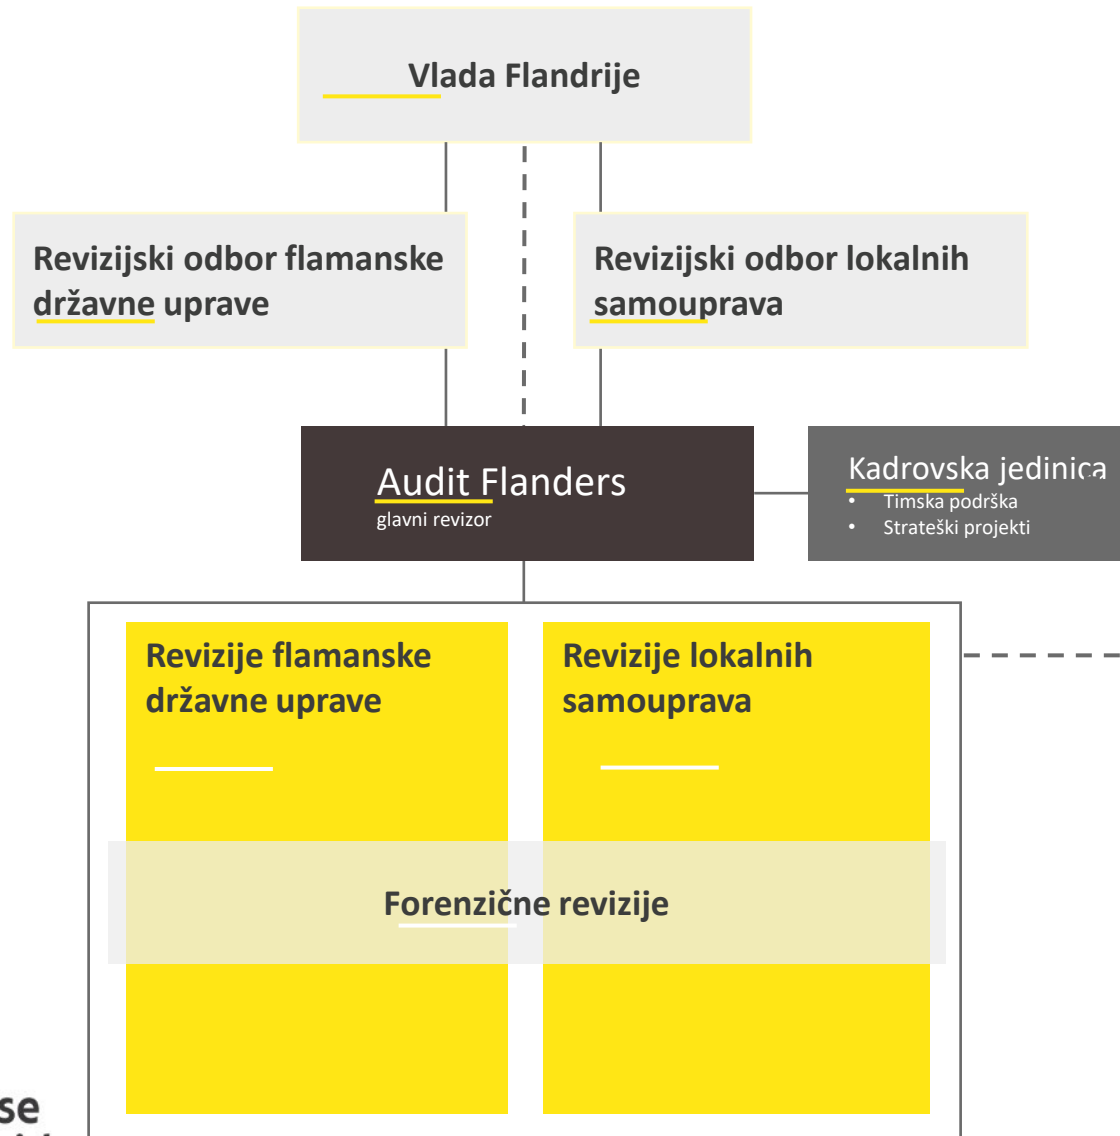 Vlada Flandrije
Revizijski odbor flamanske
državne uprave
Revizijski odbor lokalnih
samouprava
Audit Flanders
glavni revizor
Kadrovska jedinica
• Timska podrška
• Strateški projekti
Revizije flamanske
državne uprave
Revizije lokalnih
samouprava
Forenzične revizije
se